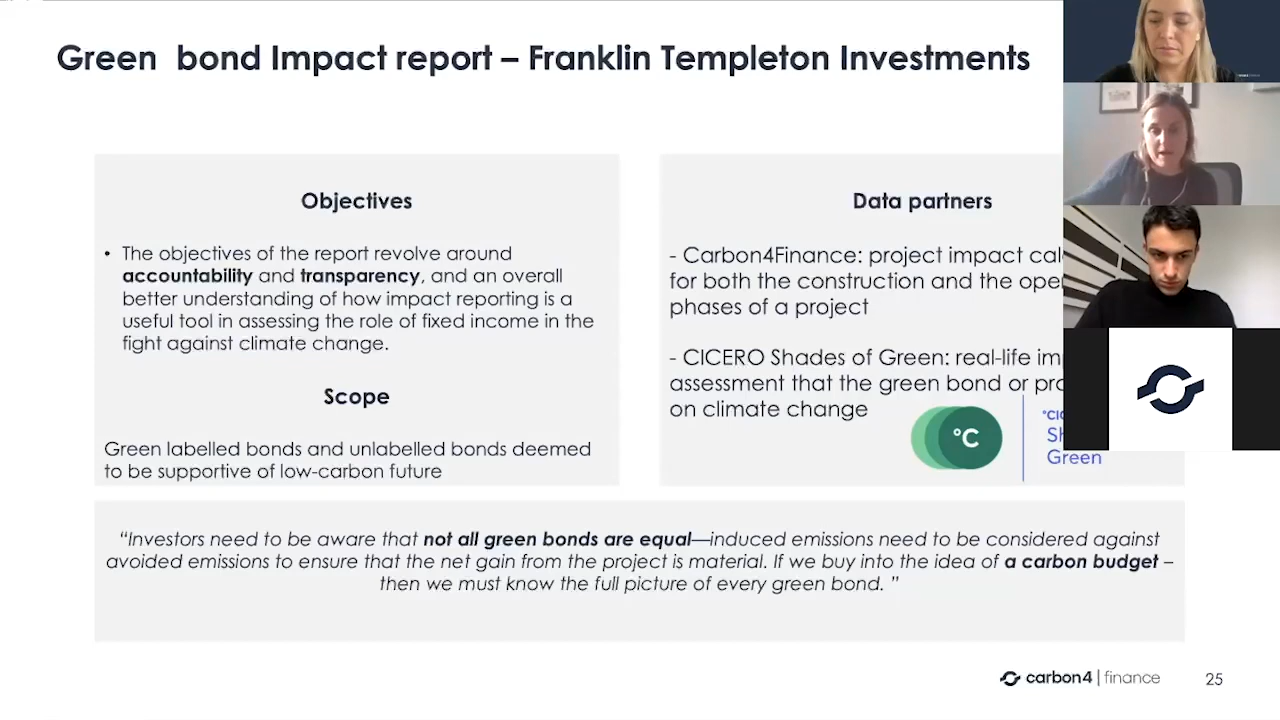 Green bond Impact report – Franklin Templeton Investments
Objectives
• The objectives of the report revolve around
accountability and transparency, and an overall
better understanding of how impact reporting is a
useful tool in assessing the role of fixed income in the
fight against climate change.
Scope
Green labelled bonds and unlabelled bonds deemed
to be supportive of low-carbon future
Data partners
- Carbon4Finance: project impact cal
for both the construction and the ope
phases of a project
- CICERO Shades of Green: real-life im
assessment that the green bond or pro
on climate change
°C
°CIC
Sh
Green
“Investors need to be aware that not all green bonds are equal—induced emissions need to be considered against
avoided emissions to ensure that the net gain from the project is material. If we buy into the idea of a carbon budget –
then we must know the full picture of every green bond. ”
carbon4 | finance
25